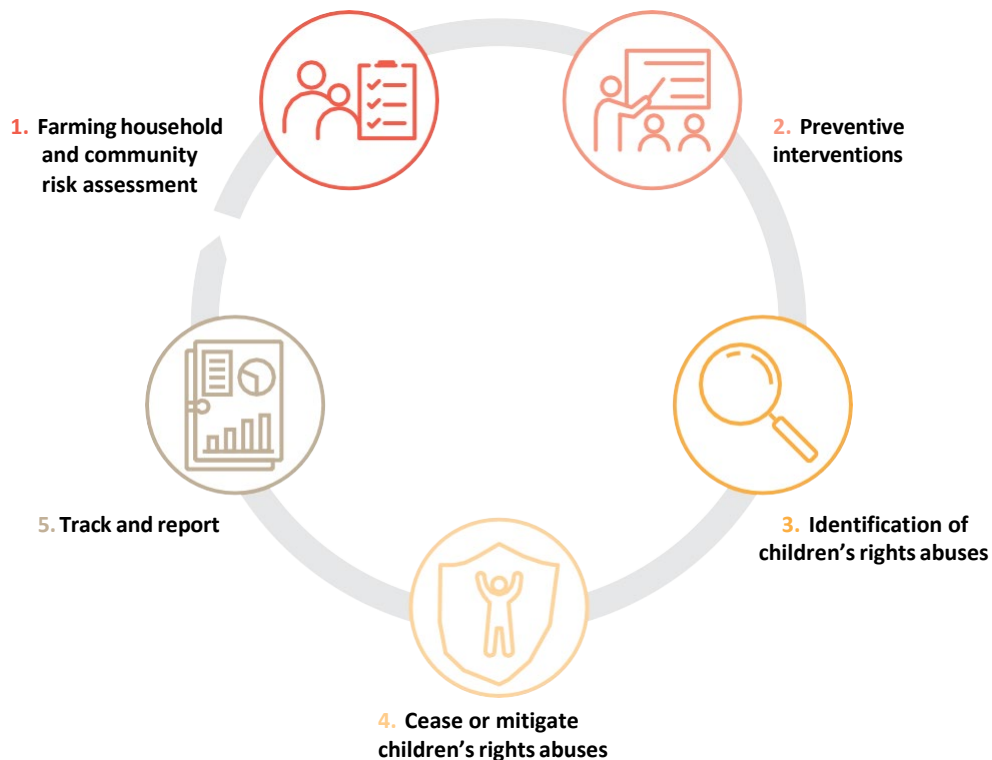 1. Farming household
and community
risk assessment
2. Preventive
interventions
3. Identification of
children’s rights abuses
4. Cease or mitigate
children’s rights abuses
5. Track and report